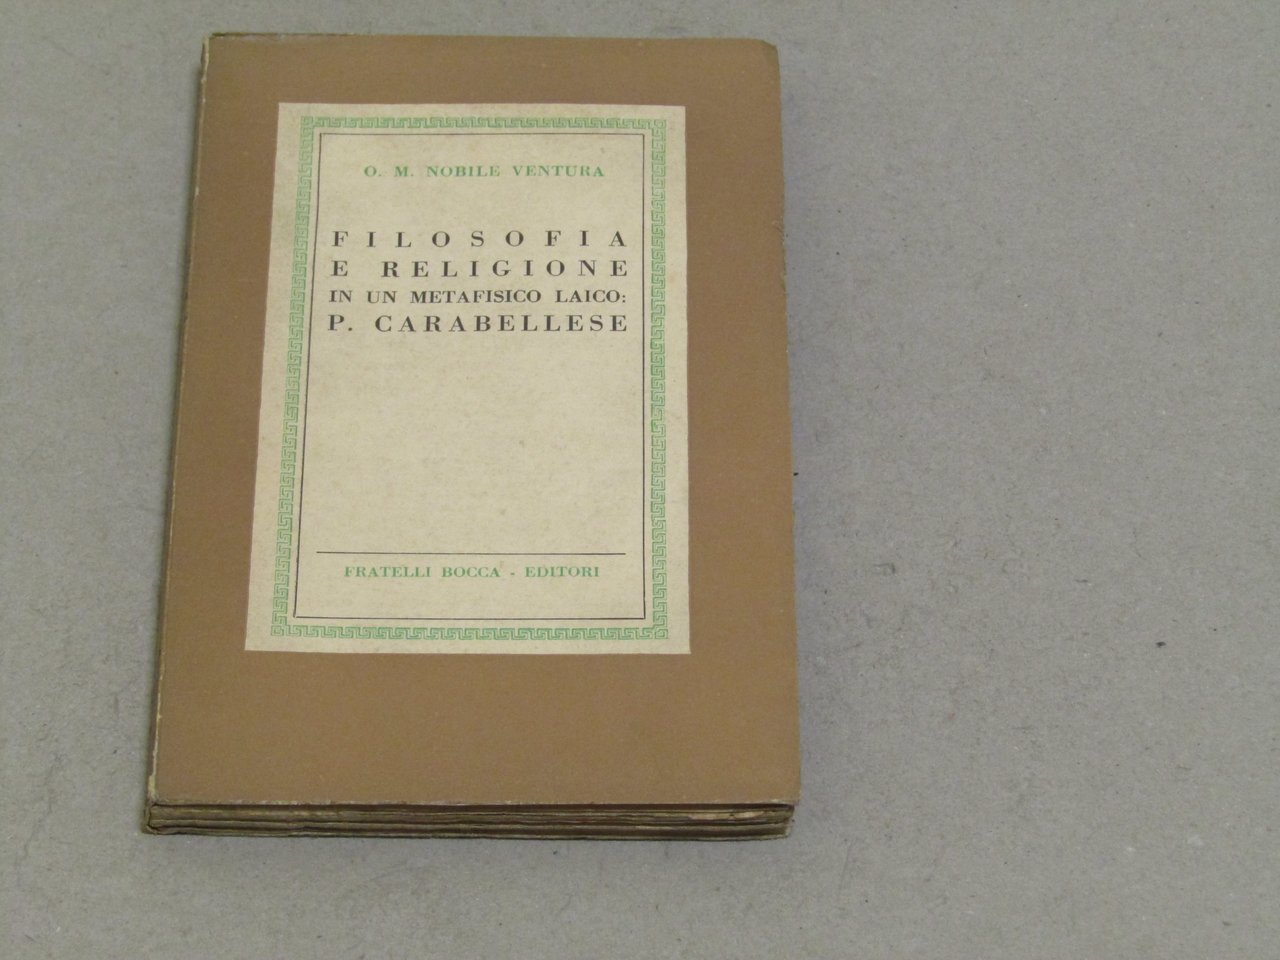 O. M. NOBILE VENTURA
FILOSOFIA
E RELIGIONE
IN UN METAFISICO LAICO:
P. CARABELLESE
FRATELLI BOCCA - EDITORI